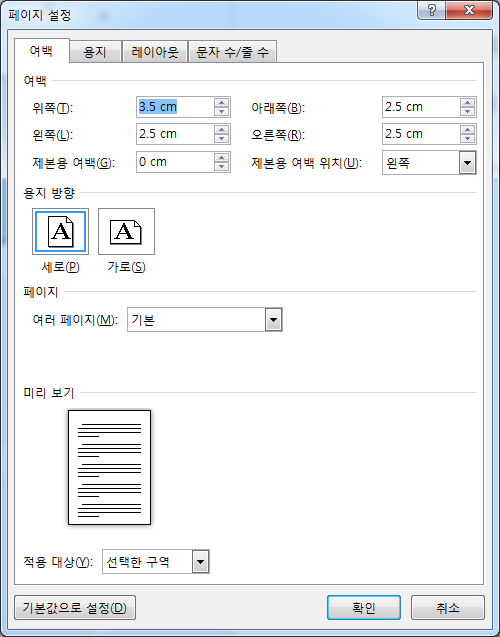 페이지 설정
여백 용지 레이아웃 문자 수/줄 수
여백
위쪽(T): 3.5 cm 아래쪽(B): 2.5 cm
왼쪽(L): 2.5 cm 오른쪽(R): 2.5 cm
제본용 여백(G): 0 cm 제본용 여백 위치(U): 왼쪽
용지 방향
A A
세로(P) 가로(S)
페이지
여러 페이지(M): 기본
미리 보기
적용 대상(Y): 선택한 구역
기본값으로 설정(D) 확인 취소